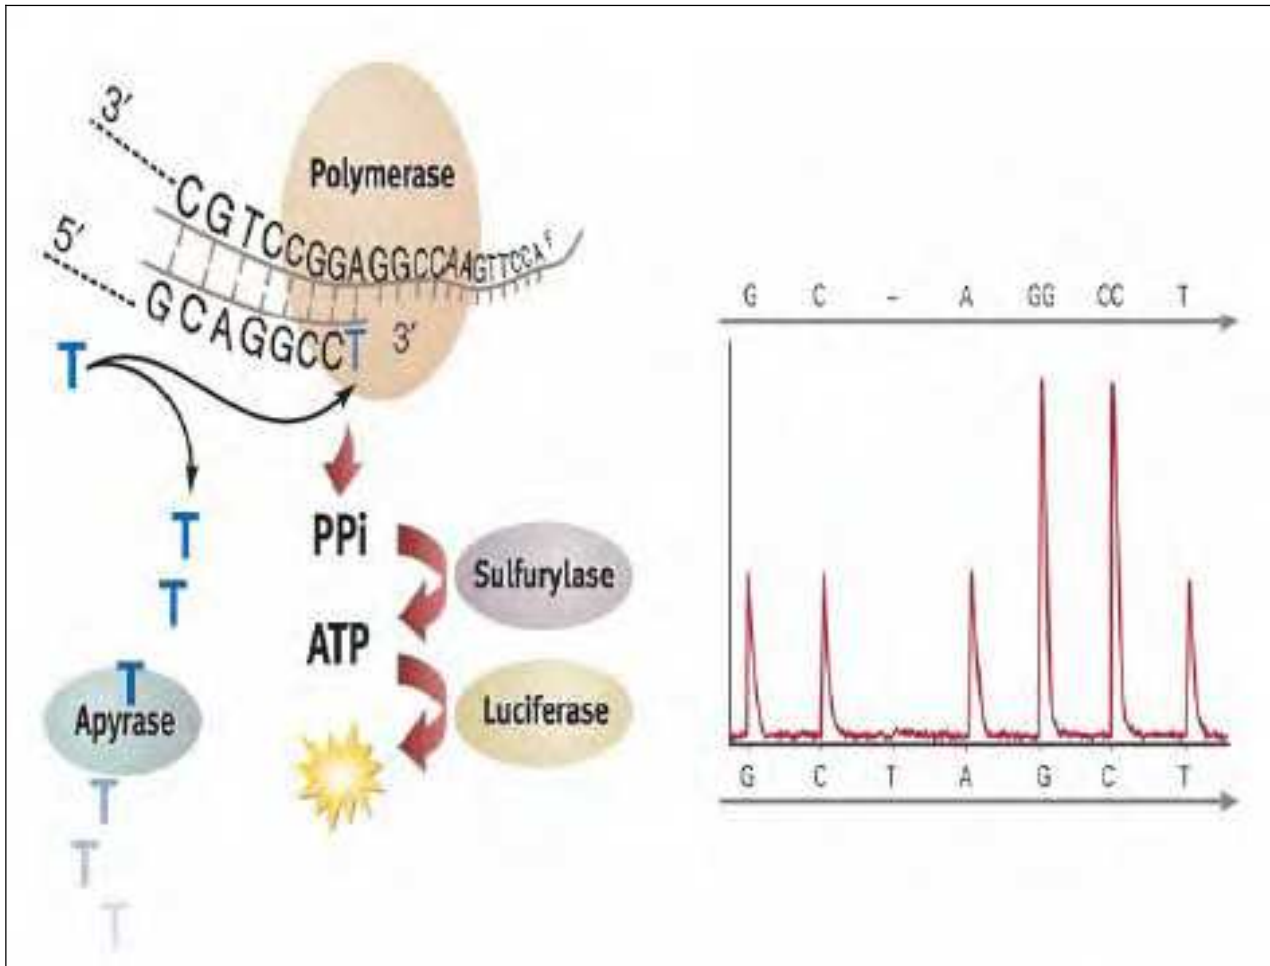 3′
Polymerase
CGTCCGGAGGCCAAGTTCCA
5′
GCAGGCCT 3′
T
T
T
T
Apyrase
T
T
T
PPi
Sulfurylase
ATP
Luciferase
G C - A GG CC T
G C T A G C T